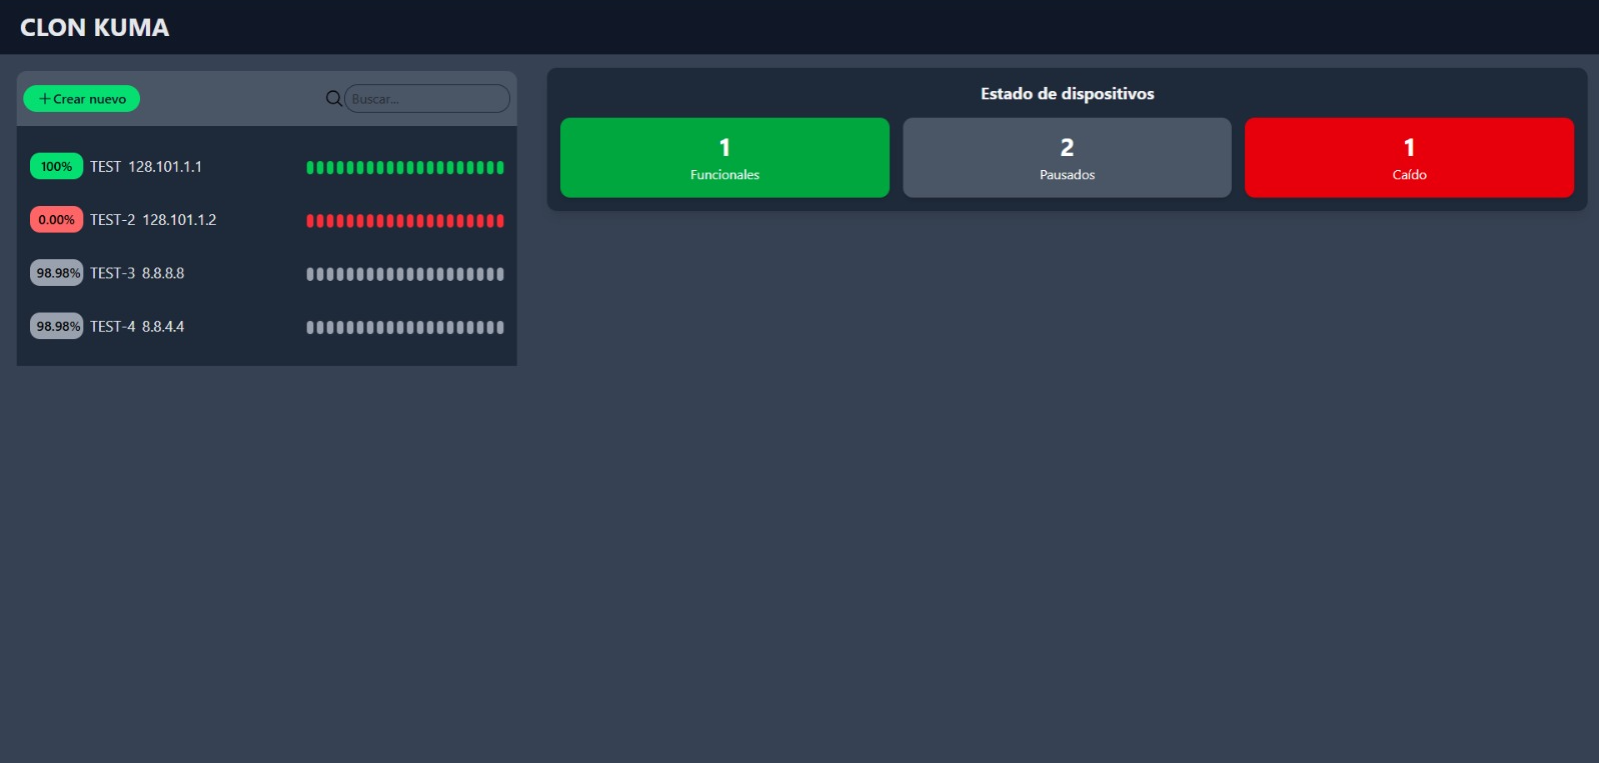 CLON KUMA
+ Crear nuevo
Buscar...
100% TEST 128.101.1.1
0.00% TEST-2 128.101.1.2
98.98% TEST-3 8.8.8.8
98.98% TEST-4 8.8.4.4
Estado de dispositivos
1
Funcionales
2
Pausados
1
Caído